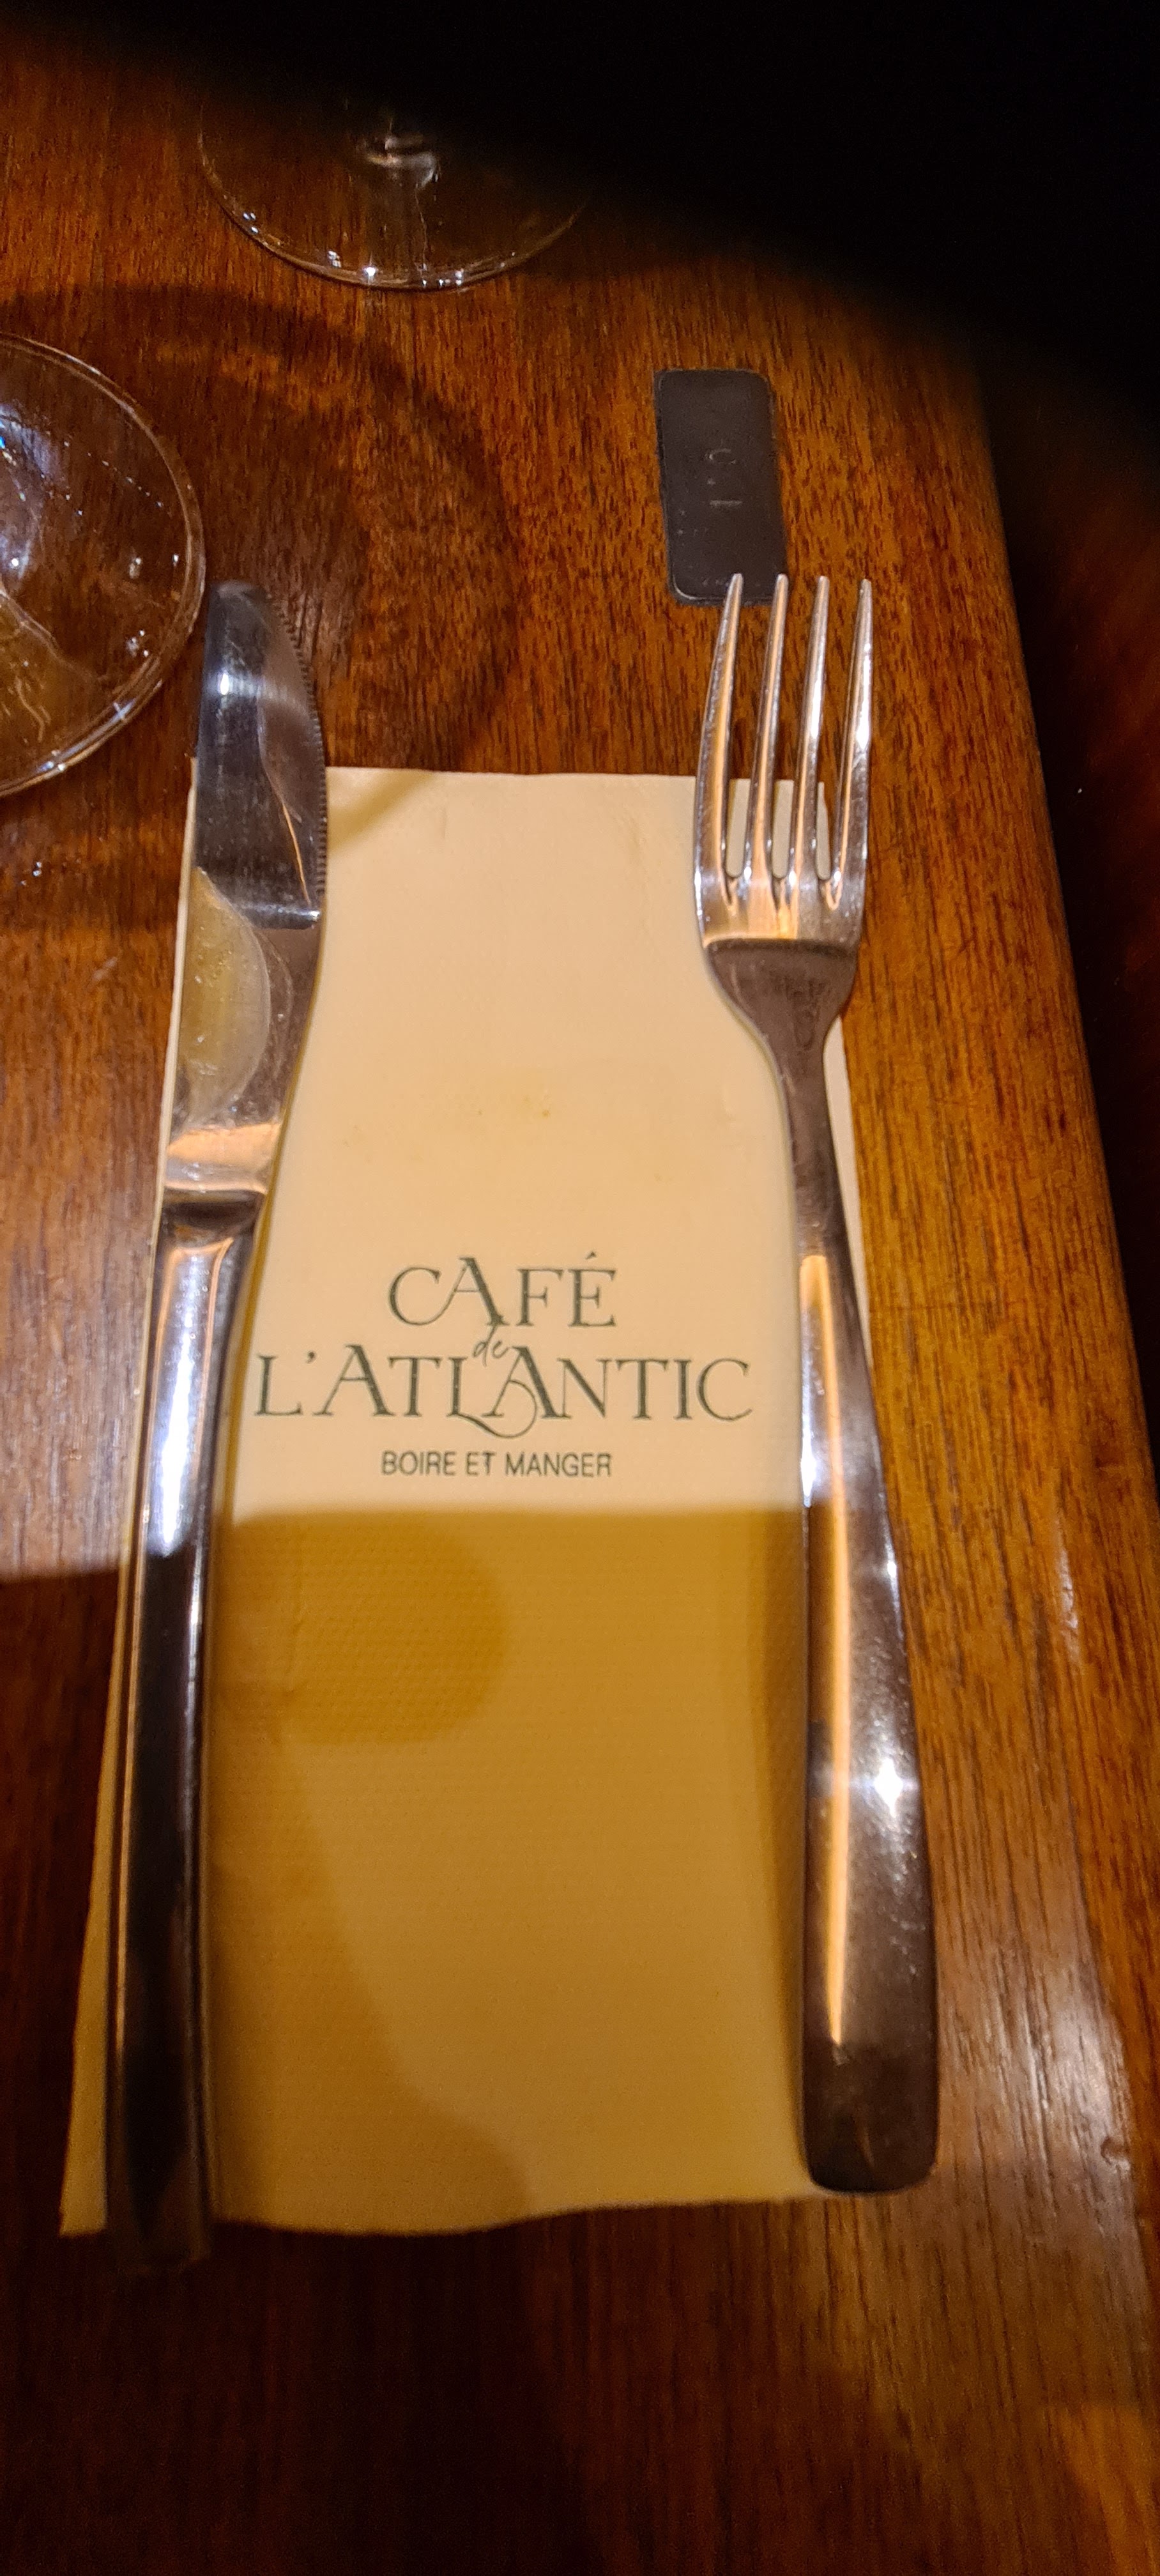 CAFÉ
de
L'ATLANTIC
BOIRE ET MANGER